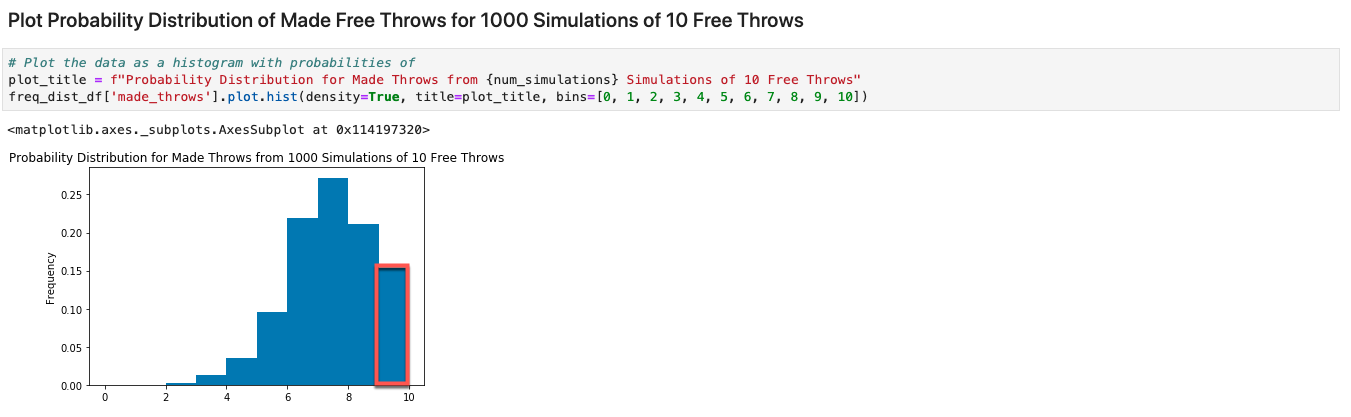 Plot Probability Distribution of Made Free Throws for 1000 Simulations of 10 Free Throws
# Plot the data as a histogram with probabilities of
plot_title = f"Probability Distribution for Made Throws from {num_simulations} Simulations of 10 Free Throws"
freq_dist_df['made_throws'].plot.hist(density=True, title=plot_title, bins=[0, 1, 2, 3, 4, 5, 6, 7, 8, 9, 10])
<matplotlib.axes._subplots.AxesSubplot at 0x114197320>
Probability Distribution for Made Throws from 1000 Simulations of 10 Free Throws
0.25
0.20
0.15
0.10
0.05
0.00
Frequency
0 2 4 6 8 10